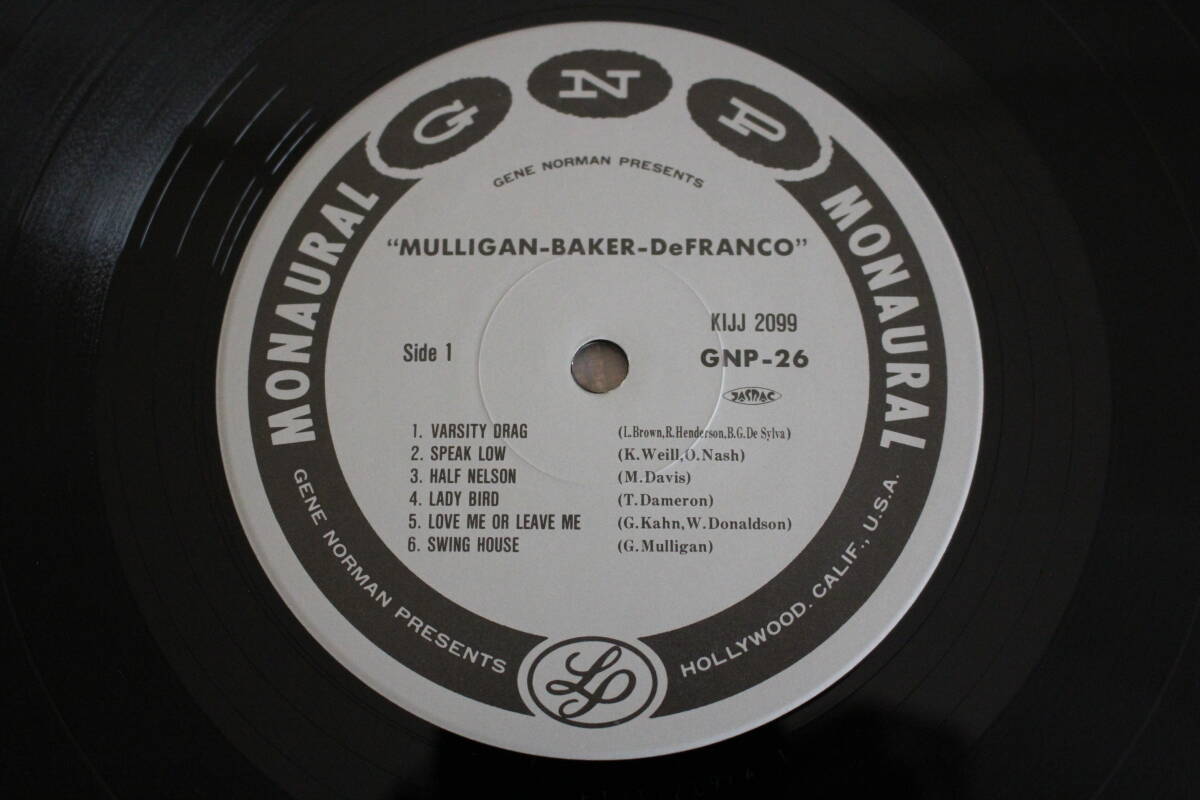 G N P
GENE NORMAN PRESENTS
MONAURAL
MONAURAL
"MULLIGAN-BAKER-DeFRANCO"
KIJJ 2099
Side 1
GNP-26
JASRAC
1. VARSITY DRAG (L.Brown,R.Henderson,B.G.De Sylva)
2. SPEAK LOW (K.Weill,O.Nash)
3. HALF NELSON (M.Davis)
4. LADY BIRD (T.Dameron)
5. LOVE ME OR LEAVE ME (G.Kahn,W.Donaldson)
6. SWING HOUSE (G.Mulligan)
GENE NORMAN PRESENTS
LP
HOLLYWOOD. CALIF., U.S.A.